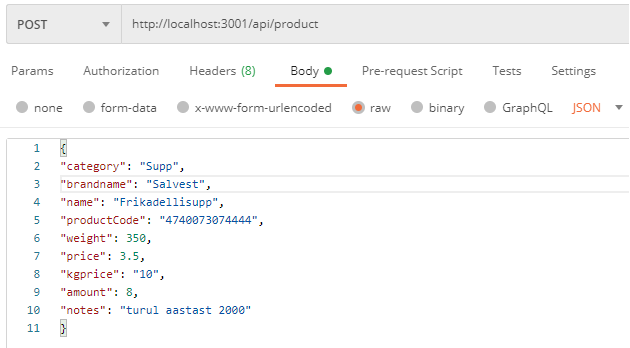 POST http://localhost:3001/api/product
Params Authorization Headers (8) Body Pre-request Script Tests Settings
none form-data x-www-form-urlencoded raw binary GraphQL JSON
1 {
2 "category": "Supp",
3 "brandname": "Salvest",
4 "name": "Frikadellisupp",
5 "productCode": "4740073074444",
6 "weight": 350,
7 "price": 3.5,
8 "kgprice": "10",
9 "amount": 8,
10 "notes": "turul aastast 2000"
11 }